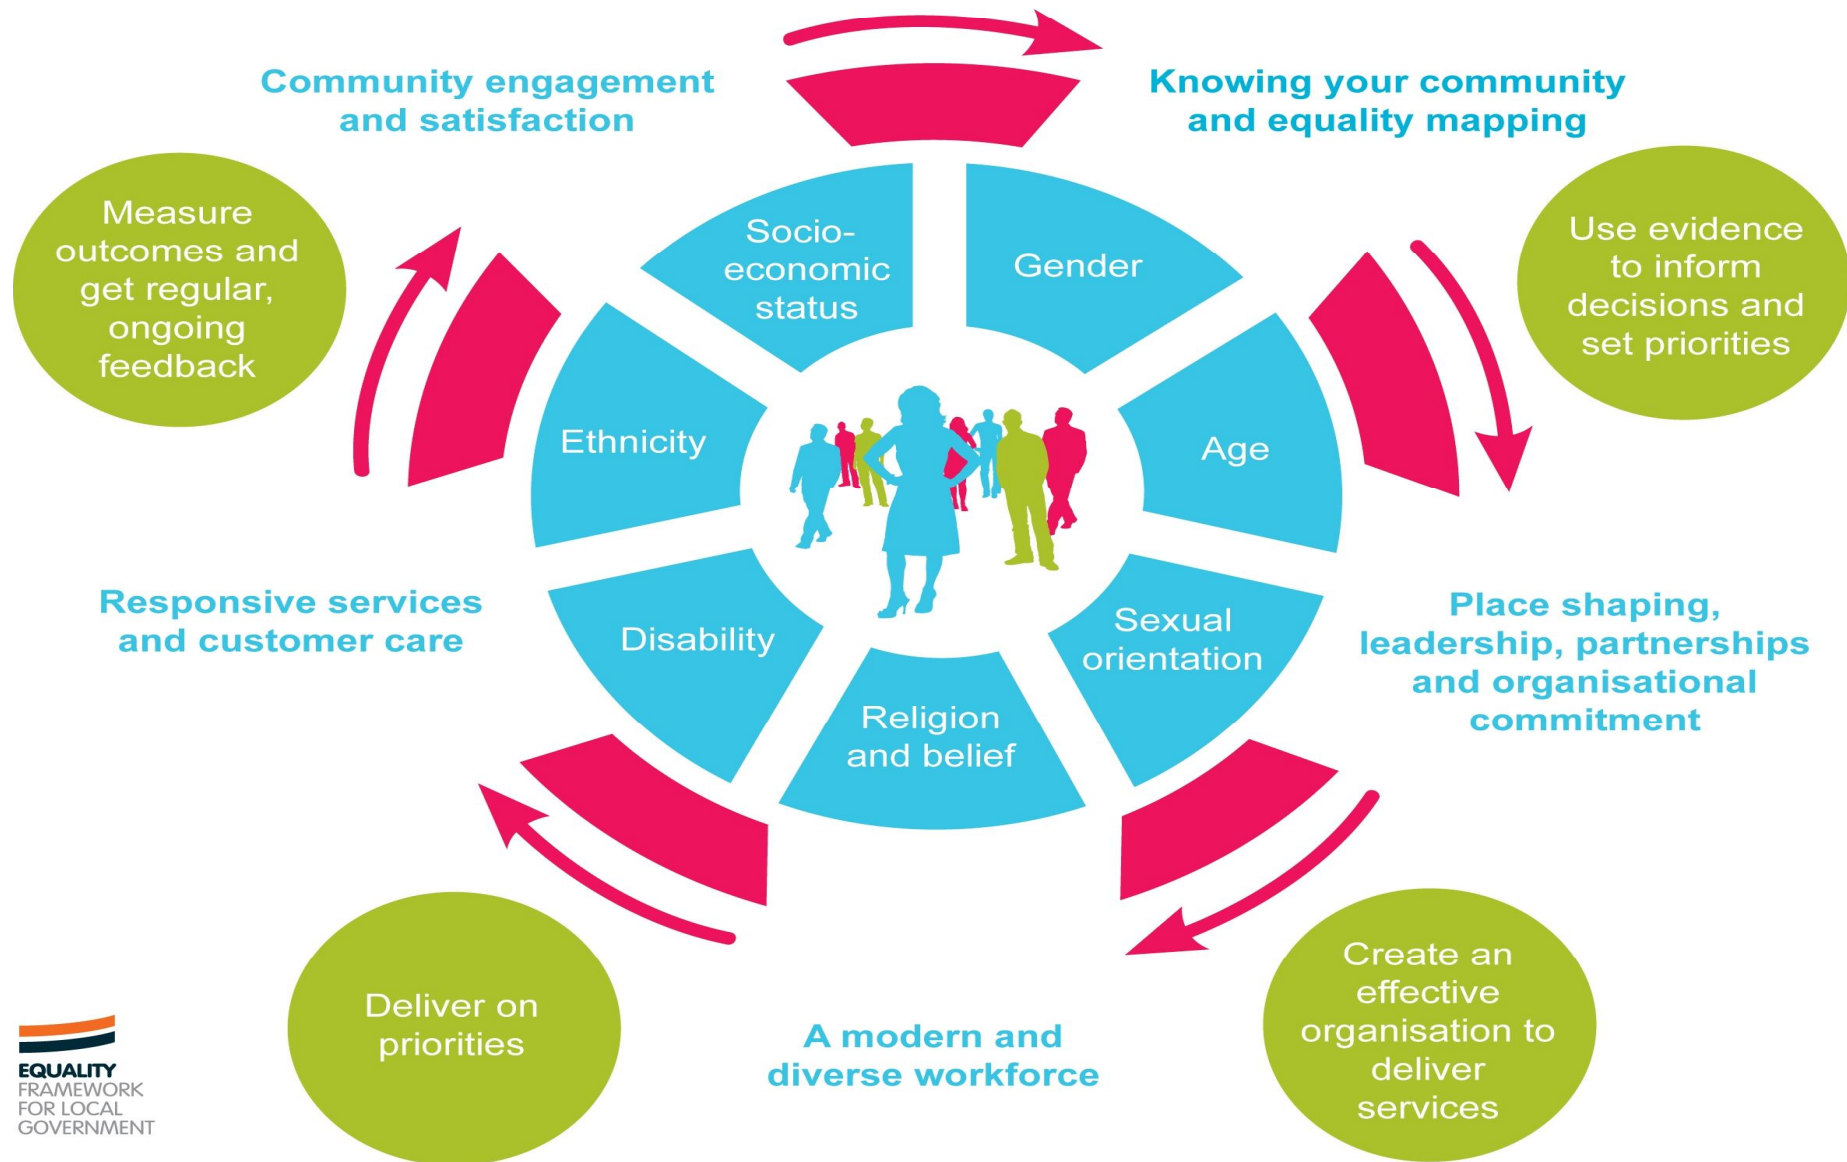 Community engagement
and satisfaction
Knowing your community
and equality mapping
Measure
outcomes and
get regular,
ongoing
feedback
Use evidence
to inform
decisions and
set priorities
Socio-
economic
status
Gender
Ethnicity
Age
Disability
Sexual
orientation
Religion
and belief
Responsive services
and customer care
Place shaping,
leadership, partnerships
and organisational
commitment
Deliver on
priorities
A modern and
diverse workforce
Create an
effective
organisation to
deliver
services
EQUALITY
FRAMEWORK
FOR LOCAL
GOVERNMENT